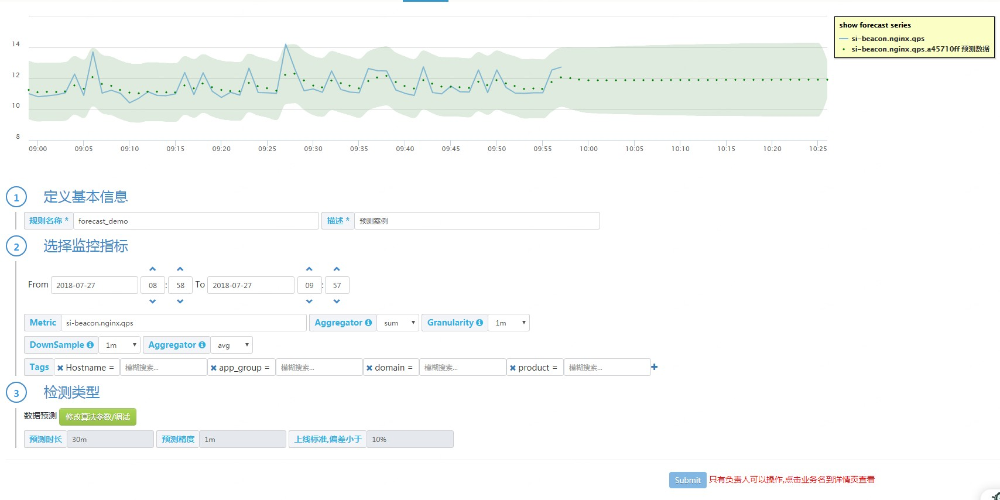 show forecast series
si-beacon.nginx.qps
si-beacon.nginx.qps.a45710ff 预测数据
14
12
10
8
09:00 09:05 09:10 09:15 09:20 09:25 09:30 09:35 09:40 09:45 09:50 09:55 10:00 10:05 10:10 10:15 10:20 10:25
1 定义基本信息
规则名称 * forecast_demo 描述 * 预测案例
2 选择监控指标
From 2018-07-27 08 : 58 To 2018-07-27 09 : 57
Metric si-beacon.nginx.qps Aggregator sum Granularity 1m
DownSample 1m Aggregator avg
Tags Hostname = 模糊搜索... app_group = 模糊搜索... domain = 模糊搜索... product = 模糊搜索...
3 检测类型
数据预测 修改算法参数/调试
预测时长 30m 预测精度 1m 上线标准,偏差小于 10%
Submit 只有负责人可以操作,点击业务名到详情页查看